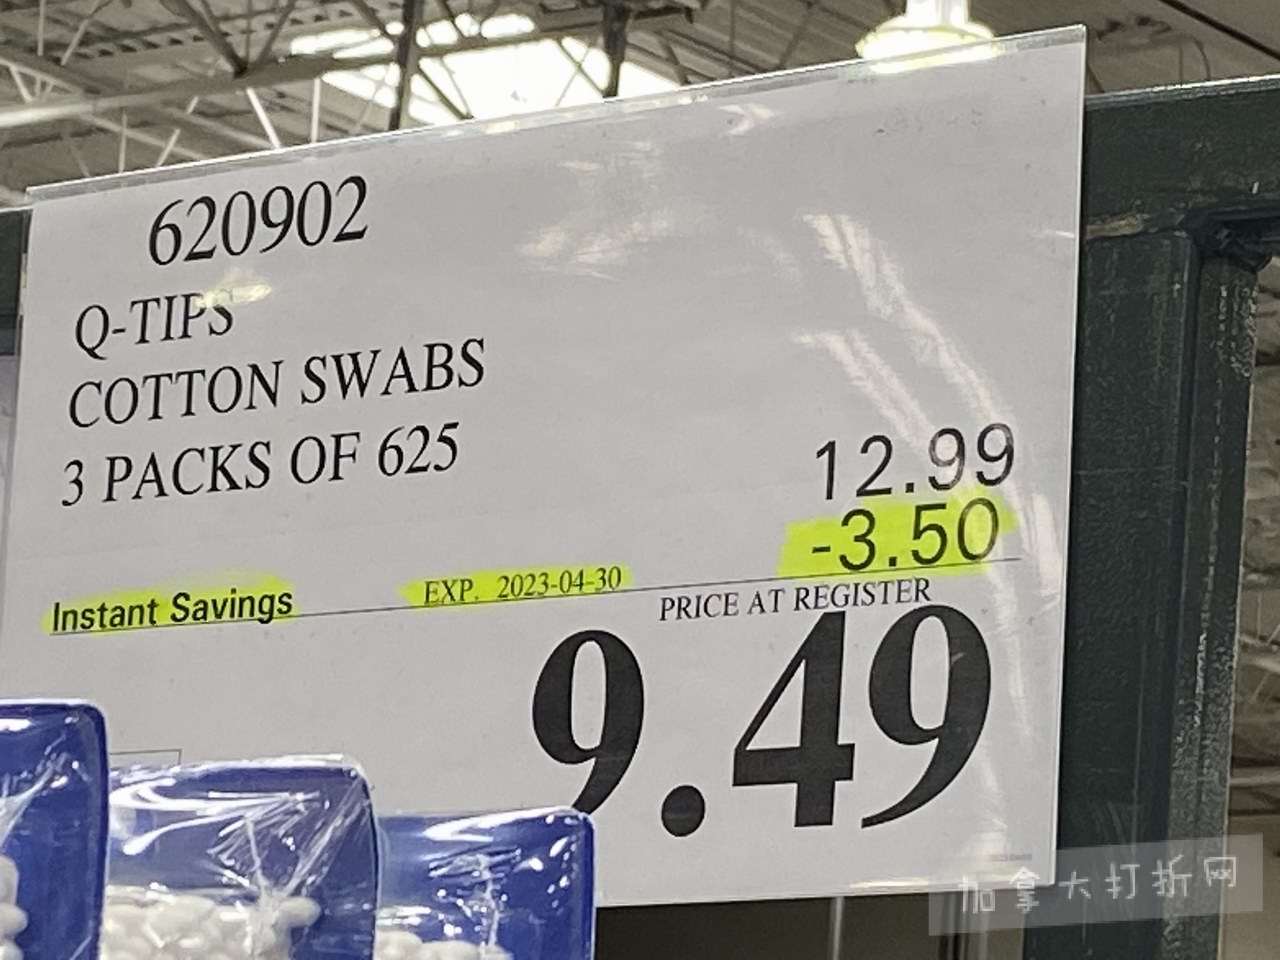 620902
Q-TIPS
COTTON SWABS
3 PACKS OF 625
12.99
-3.50
Instant Savings EXP. 2023-04-30
PRICE AT REGISTER
9.49
加拿大打折网